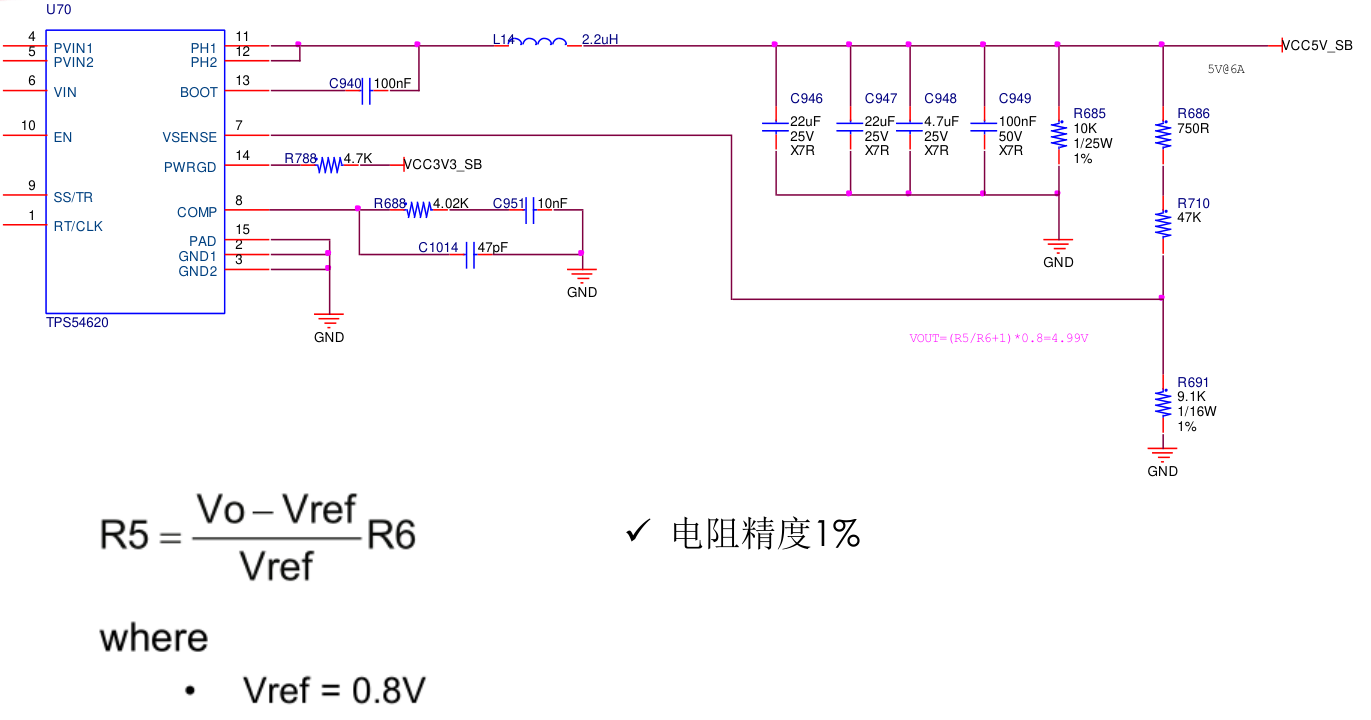 U70
4
PVIN1
5
PVIN2
6
VIN
10
EN
9
SS/TR
1
RT/CLK
PH1
11
PH2
12
BOOT
13
VSENSE
7
PWRGD
14
COMP
8
PAD
15
GND1
2
GND2
3
TPS54620
L14
2.2uH
C940
100nF
R788
4.7K
VCC3V3_SB
R688
4.02K
C951
10nF
C1014
47pF
GND
GND
VCC5V_SB
5V@6A
C946
22uF
25V
X7R
C947
22uF
25V
X7R
C948
4.7uF
25V
X7R
C949
100nF
50V
X7R
R685
10K
1/25W
1%
GND
R686
750R
R710
47K
VOUT=(R5/R6+1)*0.8=4.99V
R691
9.1K
1/16W
1%
GND
R5 = (Vo – Vref) / Vref R6
✓ 电阻精度1%
where
• Vref = 0.8V